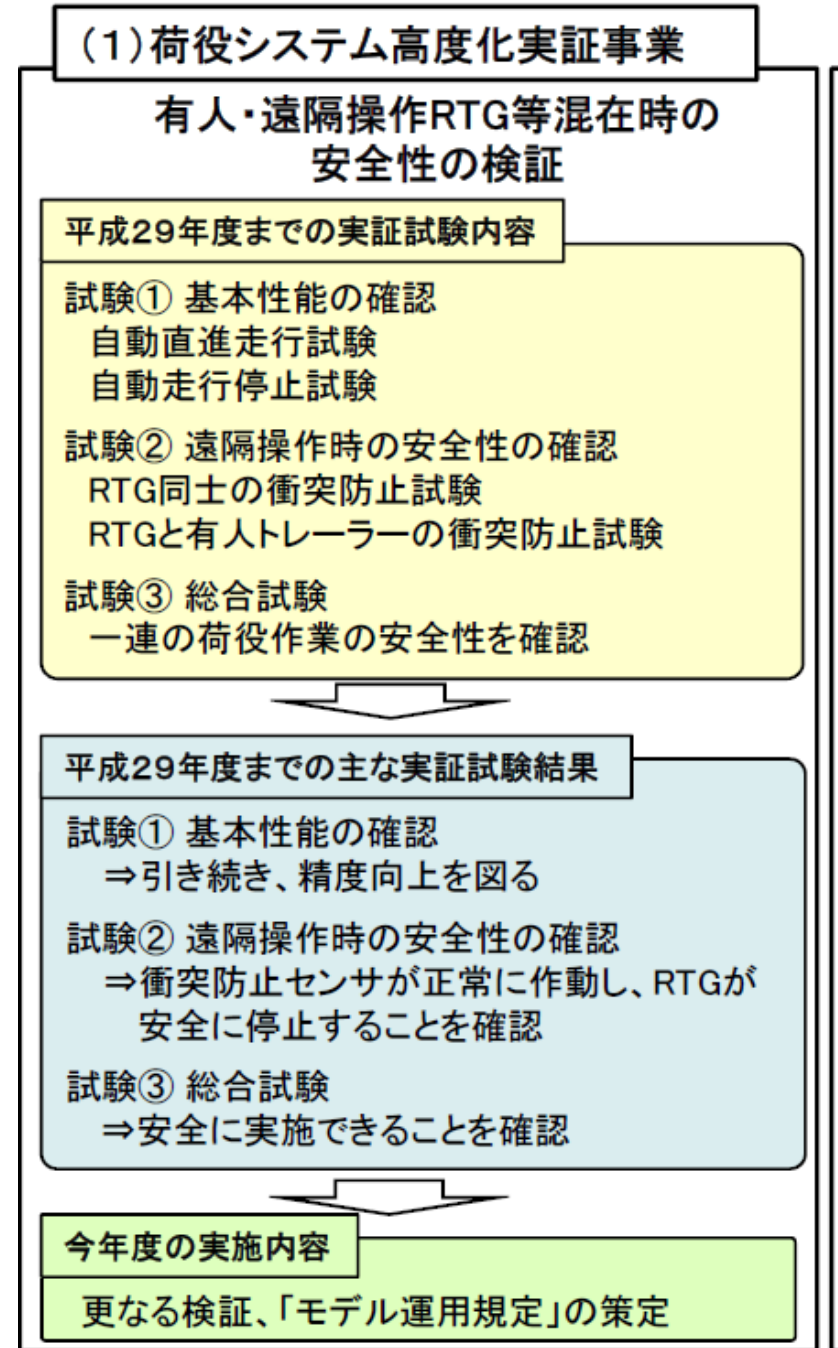 (1)荷役システム高度化実証事業
有人・遠隔操作RTG等混在時の
安全性の検証
平成29年度までの実証試験内容
試験① 基本性能の確認
自動直進走行試験
自動走行停止試験
試験② 遠隔操作時の安全性の確認
RTG同士の衝突防止試験
RTGと有人トレーラーの衝突防止試験
試験③ 総合試験
一連の荷役作業の安全性を確認
平成29年度までの主な実証試験結果
試験① 基本性能の確認
⇒引き続き、精度向上を図る
試験② 遠隔操作時の安全性の確認
⇒衝突防止センサが正常に作動し、RTGが
安全に停止することを確認
試験③ 総合試験
⇒安全に実施できることを確認
今年度の実施内容
更なる検証、「モデル運用規定」の策定